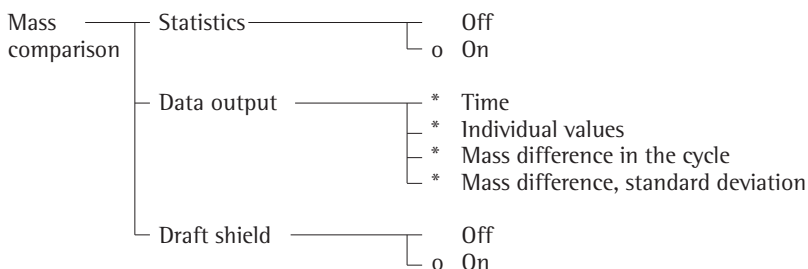 Mass Statistics Off
comparison o On
Data output * Time
* Individual values
* Mass difference in the cycle
* Mass difference, standard deviation
Draft shield Off
o On